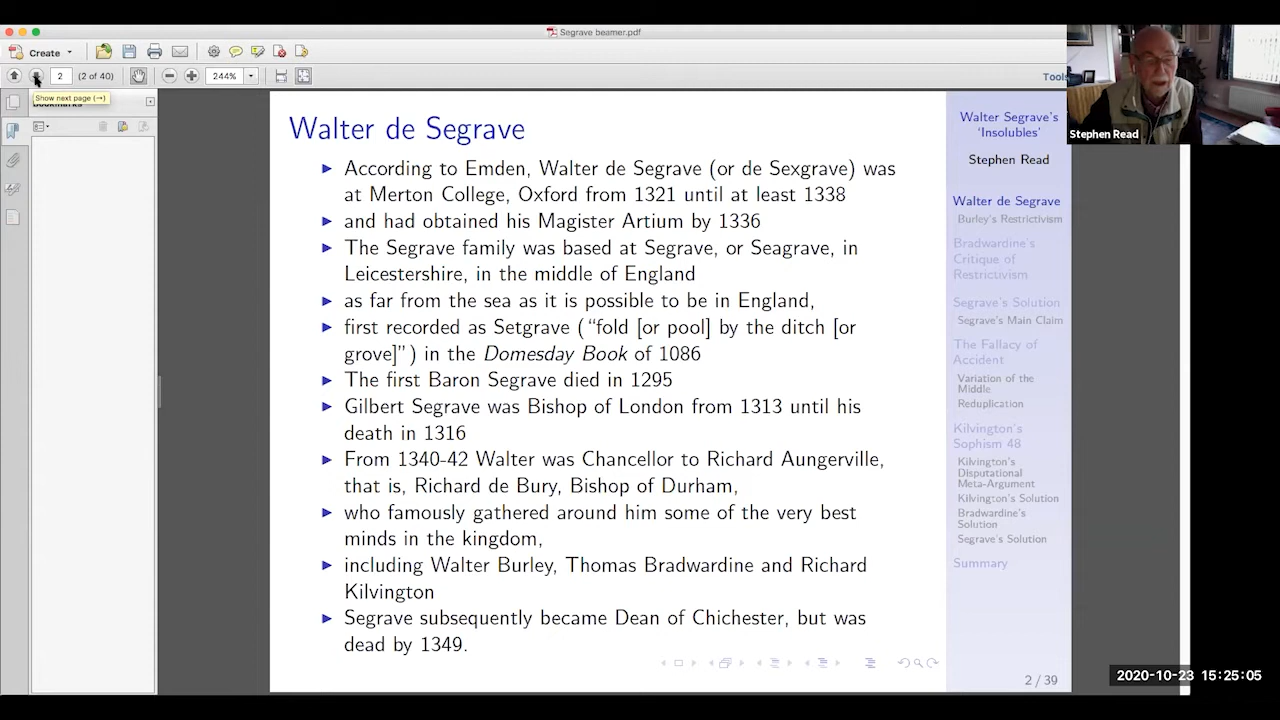 Segrave beamer.pdf
Create
2
(2 of 40)
244%
Tools
Show next page (→)
Stephen Read
Walter de Segrave
According to Emden, Walter de Segrave (or de Sexgrave) was
at Merton College, Oxford from 1321 until at least 1338
and had obtained his Magister Artium by 1336
The Segrave family was based at Segrave, or Seagrave, in
Leicestershire, in the middle of England
as far from the sea as it is possible to be in England,
first recorded as Setgrave (“fold [or pool] by the ditch [or
grove]”) in the Domesday Book of 1086
The first Baron Segrave died in 1295
Gilbert Segrave was Bishop of London from 1313 until his
death in 1316
From 1340-42 Walter was Chancellor to Richard Aungerville,
that is, Richard de Bury, Bishop of Durham,
who famously gathered around him some of the very best
minds in the kingdom,
including Walter Burley, Thomas Bradwardine and Richard
Kilvington
Segrave subsequently became Dean of Chichester, but was
dead by 1349.
Walter Segrave's
‘Insolubles’
Stephen Read
Walter de Segrave
Burley's Restrictivism
Bradwardine's
Critique of
Restrictivism
Segrave's Solution
Segrave's Main Claim
The Fallacy of
Accident
Variation of the
Middle
Reduplication
Kilvington's
Sophism 48
Kilvington's
Disputational
Meta-Argument
Kilvington's Solution
Bradwardine's
Solution
Segrave's Solution
Summary
2 / 39
2020-10-23 15:25:05